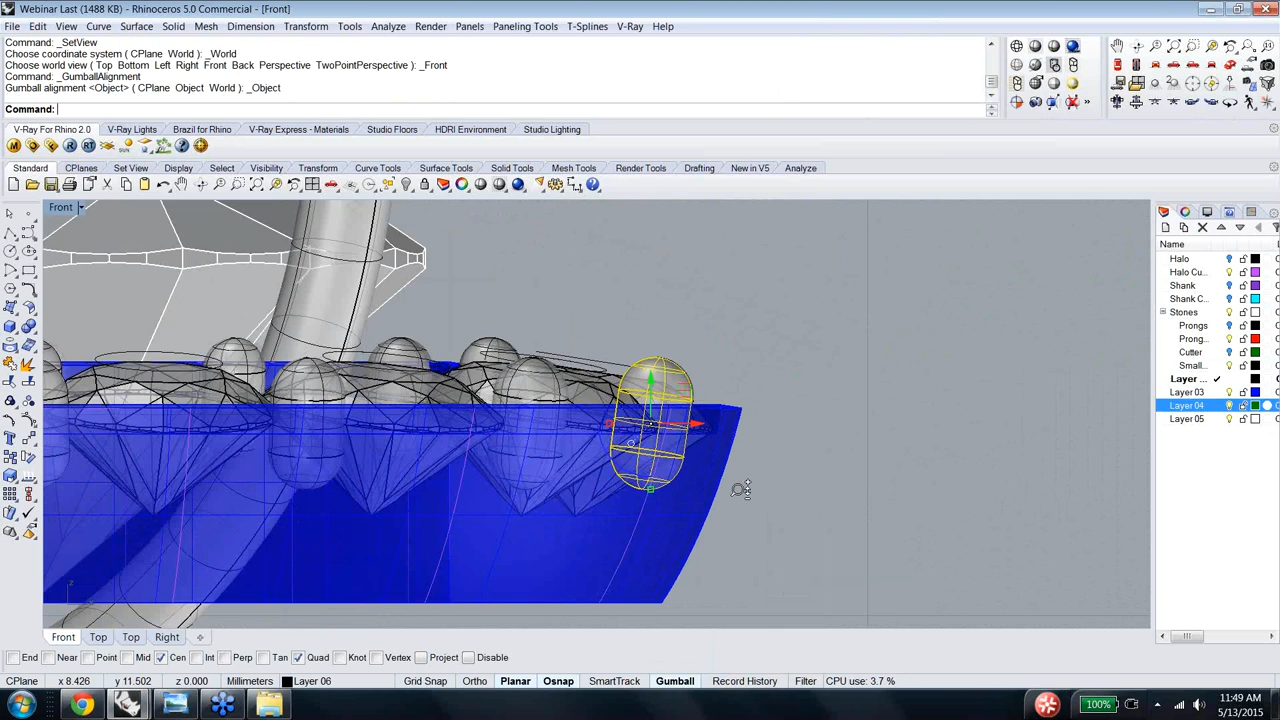 Webinar Last (1488 KB) - Rhinoceros 5.0 Commercial - [Front]
File Edit View Curve Surface Solid Mesh Dimension Transform Tools Analyze Render Panels Paneling Tools T-Splines V-Ray Help
Command: _SetView
Choose coordinate system ( CPlane World ): _World
Choose world view ( Top Bottom Left Right Front Back Perspective TwoPointPerspective ): _Front
Command: _GumballAlignment
Gumball alignment <Object> ( CPlane Object World ): _Object
Command:
V-Ray For Rhino 2.0 V-Ray Lights Brazil for Rhino V-Ray Express - Materials Studio Floors HDRI Environment Studio Lighting
Standard CPlanes Set View Display Select Visibility Transform Curve Tools Surface Tools Solid Tools Mesh Tools Render Tools Drafting New in V5 Analyze
Front
Name
Halo
Halo Cu...
Shank
Shank C...
Stones
Prongs
Prong...
Cutter
Small...
Layer ...
Layer 03
Layer 04
Layer 05
z
Front Top Top Right
End Near Point Mid Cen Int Perp Tan Quad Knot Vertex Project Disable
CPlane x 8.426 y 11.502 z 0.000 Millimeters Layer 06 Grid Snap Ortho Planar Osnap SmartTrack Gumball Record History Filter CPU use: 3.7 %
100%
11:49 AM
5/13/2015